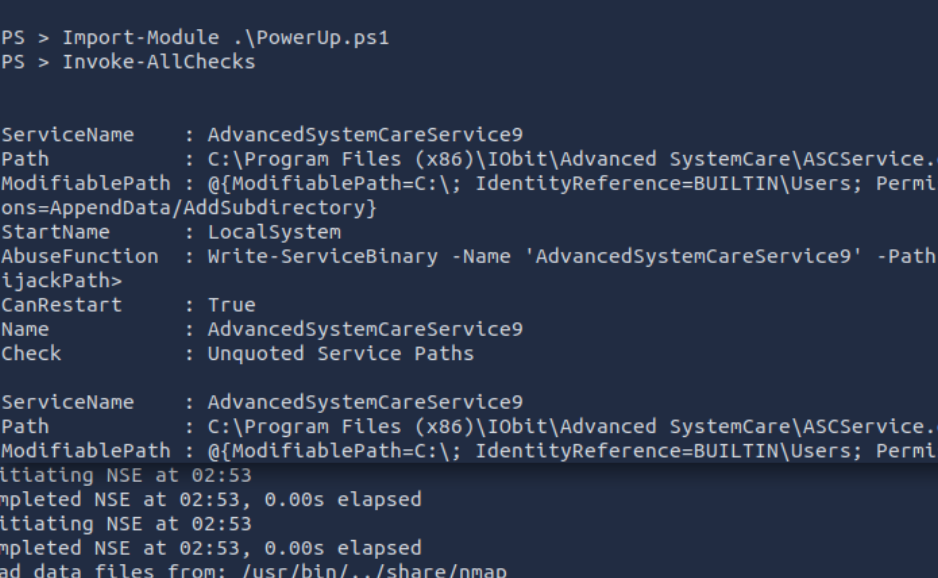 PS > Import-Module .\PowerUp.ps1
PS > Invoke-AllChecks
ServiceName    : AdvancedSystemCareService9
Path           : C:\Program Files (x86)\IObit\Advanced SystemCare\ASCService.
ModifiablePath : @{ModifiablePath=C:\; IdentityReference=BUILTIN\Users; Permi
ons=AppendData/AddSubdirectory}
StartName      : LocalSystem
AbuseFunction  : Write-ServiceBinary -Name 'AdvancedSystemCareService9' -Path
ijackPath>
CanRestart     : True
Name           : AdvancedSystemCareService9
Check          : Unquoted Service Paths
ServiceName    : AdvancedSystemCareService9
Path           : C:\Program Files (x86)\IObit\Advanced SystemCare\ASCService.
ModifiablePath : @{ModifiablePath=C:\; IdentityReference=BUILTIN\Users; Permi
itiating NSE at 02:53
mpleted NSE at 02:53, 0.00s elapsed
itiating NSE at 02:53
mpleted NSE at 02:53, 0.00s elapsed
ad data files from: /usr/bin/../share/nmap